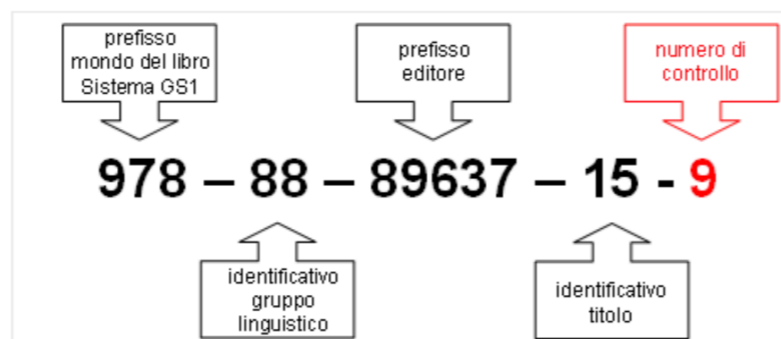 prefisso
mondo del libro
Sistema GS1
prefisso
editore
numero di
controllo
978 – 88 – 89637 – 15 - 9
identificativo
gruppo
linguistico
identificativo
titolo